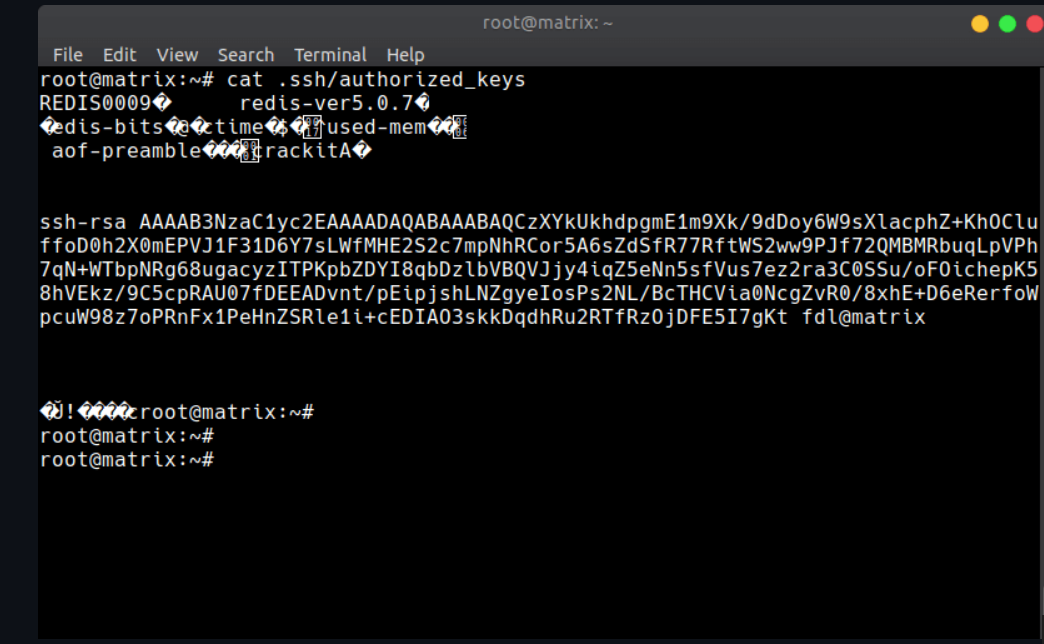 root@matrix: ~
File Edit View Search Terminal Help
root@matrix:~# cat .ssh/authorized_keys
REDIS0009� redis-ver5.0.7�
�edis-bits�@�ctime�$�used-mem��
aof-preamble���crackitA�
ssh-rsa AAAAB3NzaC1yc2EAAAADAQABAAABAQCzXYkUkhdpgmE1m9Xk/9dDoy6W9sXlacphZ+KhOClu
ffoD0h2X0mEPVJ1F31D6Y7sLWfMHE2S2c7mpNhRCor5A6sZdSfR77RftWS2ww9PJf72QMBMRbuqLpVPh
7qN+WTbpNRg68ugacyzITPKpbZDYI8qbDzlbVBQVJjy4iqZ5eNn5sfVus7ez2ra3C0SSu/oFOichepK5
8hVEkz/9C5cpRAU07fDEEADvnt/pEipjshLNZgyeIosPs2NL/BcTHCVia0NcgZvR0/8xhE+D6eRerfoW
pcuW98z7oPRnFx1PeHnZSRle1i+cEDIAO3skkDqdhRu2RTfRzOjDFE5I7gKt fdl@matrix
�J!����croot@matrix:~#
root@matrix:~#
root@matrix:~#